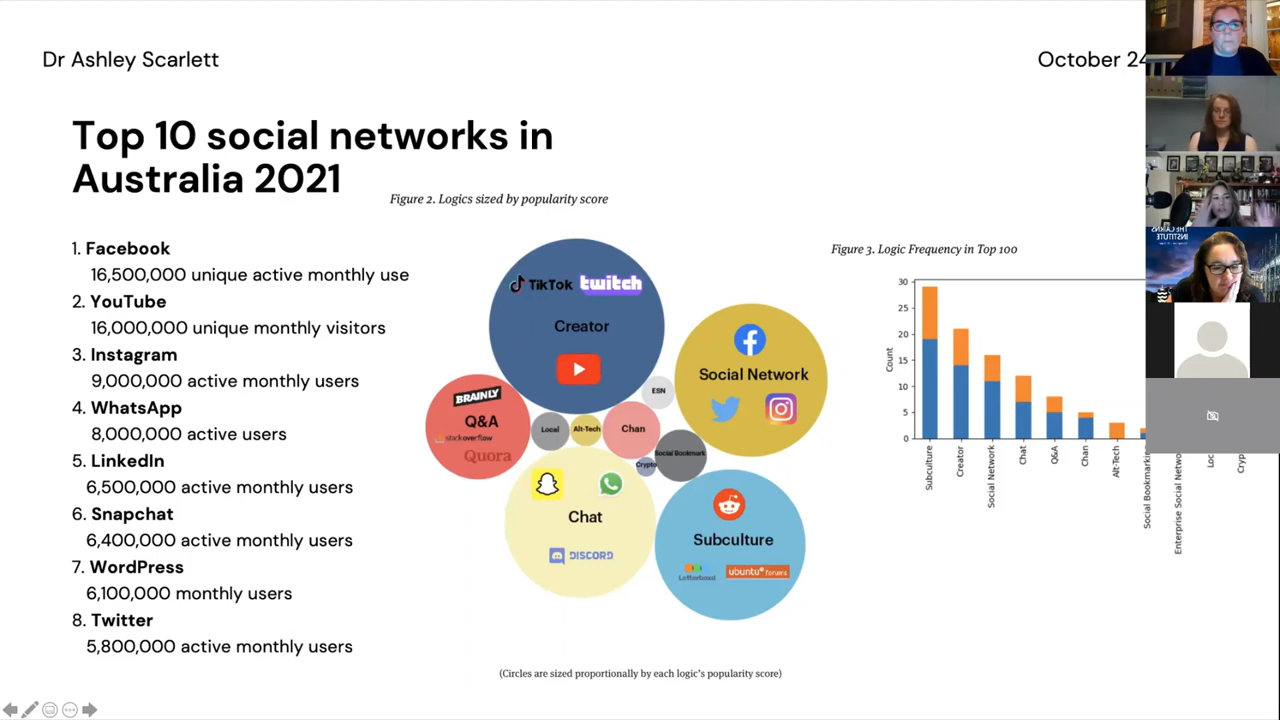 Dr Ashley Scarlett
October 24
Top 10 social networks in
Australia 2021
Figure 2. Logics sized by popularity score
1. Facebook
16,500,000 unique active monthly use
2. YouTube
16,000,000 unique monthly visitors
3. Instagram
9,000,000 active monthly users
4. WhatsApp
8,000,000 active users
5. LinkedIn
6,500,000 active monthly users
6. Snapchat
6,400,000 active monthly users
7. WordPress
6,100,000 monthly users
8. Twitter
5,800,000 active monthly users
TikTok twitch
Creator
Social Network
ESN
BRAINLY
Q&A
stackoverflow
Quora
Local
Alt-Tech
Chan
Crypto
Social Bookmark
Chat
DISCORD
Subculture
Letterboxd
ubuntu forums
(Circles are sized proportionally by each logic's popularity score)
Figure 3. Logic Frequency in Top 100
Count
30
25
20
15
10
5
0
Subculture
Creator
Social Network
Chat
Q&A
Chan
Alt-Tech
Social Bookmarking
Enterprise Social Netwo
Loc
Cryp
THE CAIRNS
INSTITUTE